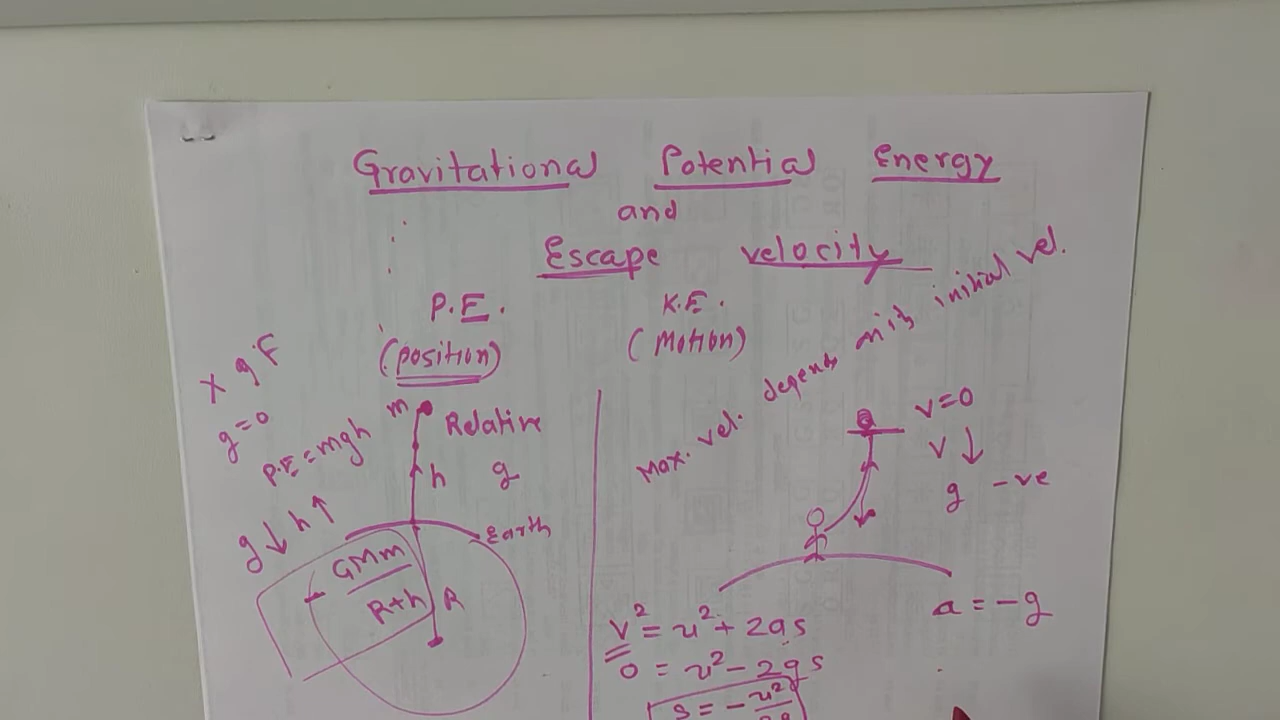 Gravitational Potential Energy
and
Escape velocity
P.E.
(position)
K.E.
(Motion)
Max. vel. depends initial vel.
x g.F
g=0
P.E=mgh
g↓ h↑
m
Relative
h g
Earth
- GMm
R+h
R
v=0
v↓
g -ve
a = -g
v² = u² + 2as
0 = u² - 2gs
s = - u²
2g